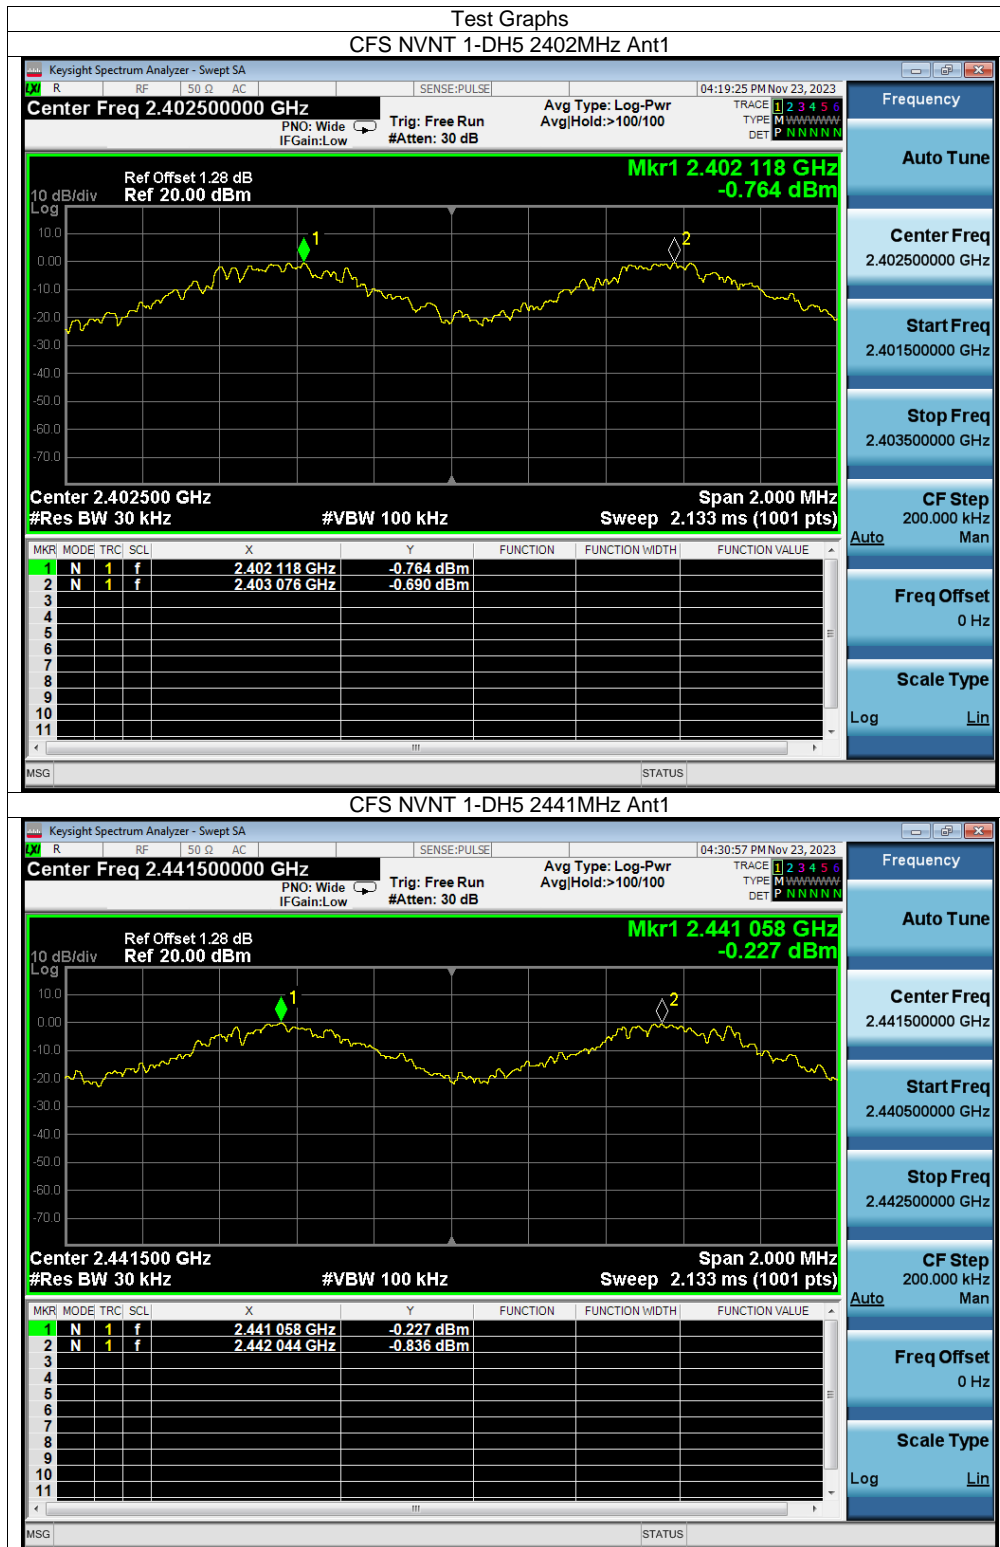 Test Graphs
CFS NVNT 1-DH5 2402MHz Ant1
Keysight Spectrum Analyzer - Swept SA
LXI R RF 50 Ω AC SENSE:PULSE 04:19:25 PM Nov 23, 2023
Center Freq 2.402500000 GHz Avg Type: Log-Pwr TRACE 1 2 3 4 5 6
PNO: Wide Trig: Free Run Avg|Hold:>100/100 TYPE M WWWWW
IFGain:Low #Atten: 30 dB DET P N N N N N
Frequency
Mkr1 2.402 118 GHz
Ref Offset 1.28 dB
10 dB/div Ref 20.00 dBm -0.764 dBm
Log
10.0
0.00
-10.0
-20.0
-30.0
-40.0
-50.0
-60.0
-70.0
1
2
Center 2.402500 GHz Span 2.000 MHz
#Res BW 30 kHz #VBW 100 kHz Sweep 2.133 ms (1001 pts)
MKR MODE TRC SCL X Y FUNCTION FUNCTION WIDTH FUNCTION VALUE
1 N 1 f 2.402 118 GHz -0.764 dBm
2 N 1 f 2.403 076 GHz -0.690 dBm
3
4
5
6
7
8
9
10
11
MSG STATUS
Auto Tune
Center Freq
2.402500000 GHz
Start Freq
2.401500000 GHz
Stop Freq
2.403500000 GHz
CF Step
200.000 kHz
Auto Man
Freq Offset
0 Hz
Scale Type
Log Lin
CFS NVNT 1-DH5 2441MHz Ant1
Keysight Spectrum Analyzer - Swept SA
LXI R RF 50 Ω AC SENSE:PULSE 04:30:57 PM Nov 23, 2023
Center Freq 2.441500000 GHz Avg Type: Log-Pwr TRACE 1 2 3 4 5 6
PNO: Wide Trig: Free Run Avg|Hold:>100/100 TYPE M WWWWW
IFGain:Low #Atten: 30 dB DET P N N N N N
Frequency
Mkr1 2.441 058 GHz
Ref Offset 1.28 dB
10 dB/div Ref 20.00 dBm -0.227 dBm
Log
10.0
0.00
-10.0
-20.0
-30.0
-40.0
-50.0
-60.0
-70.0
1
2
Center 2.441500 GHz Span 2.000 MHz
#Res BW 30 kHz #VBW 100 kHz Sweep 2.133 ms (1001 pts)
MKR MODE TRC SCL X Y FUNCTION FUNCTION WIDTH FUNCTION VALUE
1 N 1 f 2.441 058 GHz -0.227 dBm
2 N 1 f 2.442 044 GHz -0.836 dBm
3
4
5
6
7
8
9
10
11
MSG STATUS
Auto Tune
Center Freq
2.441500000 GHz
Start Freq
2.440500000 GHz
Stop Freq
2.442500000 GHz
CF Step
200.000 kHz
Auto Man
Freq Offset
0 Hz
Scale Type
Log Lin